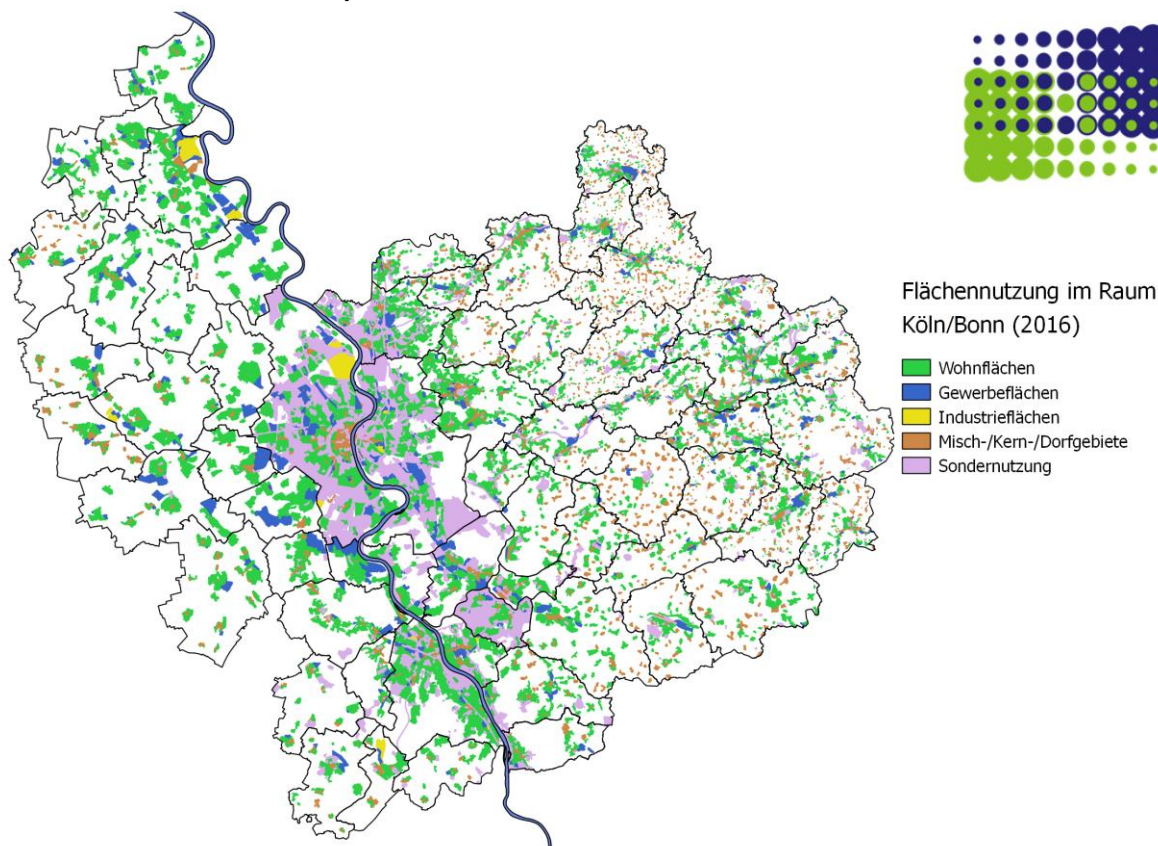 Flächennutzung im Raum
Köln/Bonn (2016)
Wohnflächen
Gewerbeflächen
Industrieflächen
Misch-/Kern-/Dorfgebiete
Sondernutzung